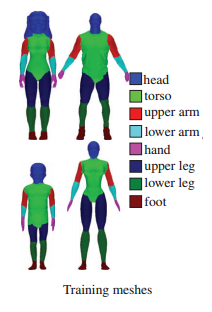 head
torso
upper arm
lower arm
hand
upper leg
lower leg
foot
Training meshes